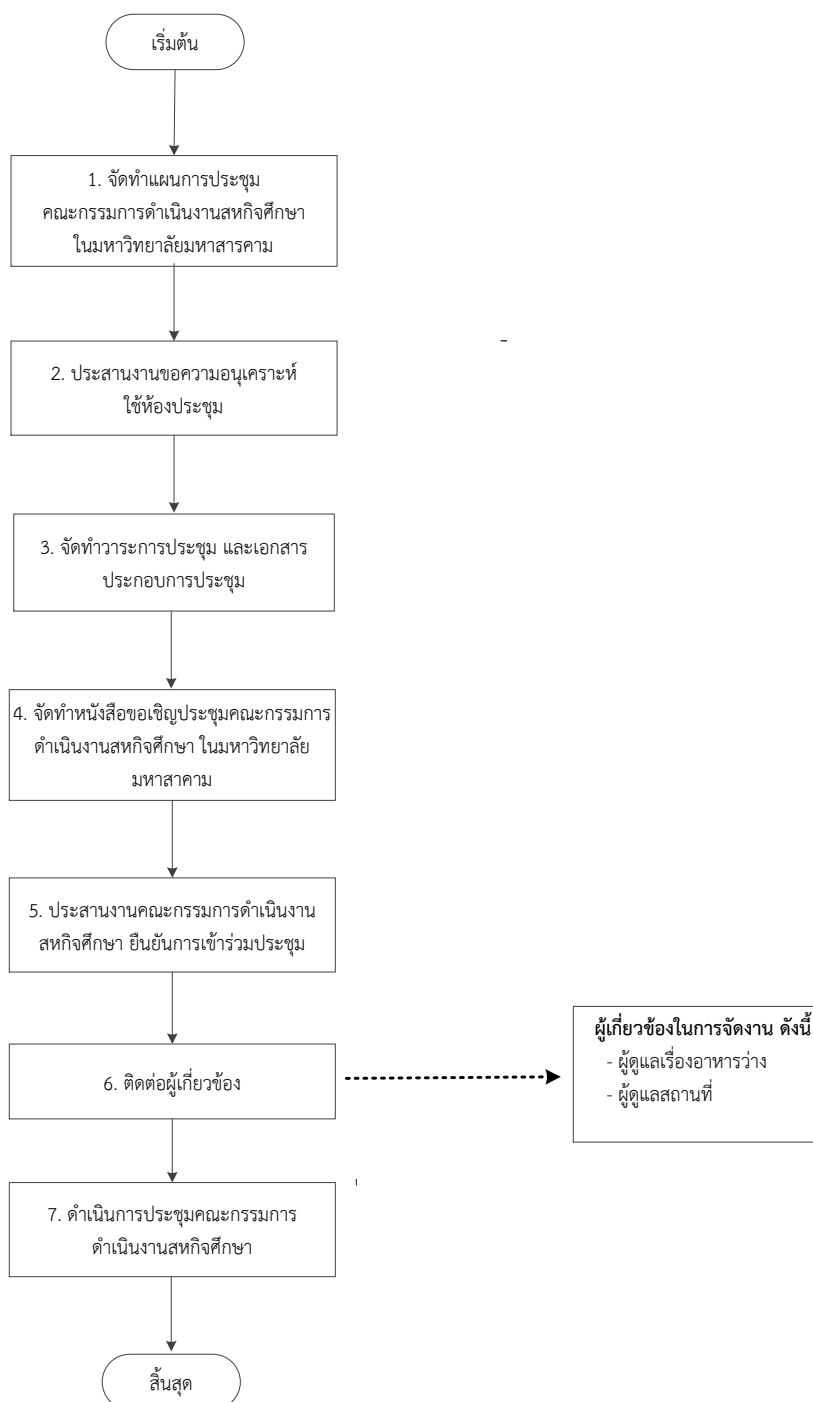 เริ่มต้น
1. จัดทำแผนการประชุม
คณะกรรมการดำเนินงานสหกิจศึกษา
ในมหาวิทยาลัยมหาสารคาม
2. ประสานงานขอความอนุเคราะห์
ใช้ห้องประชุม
3. จัดทำวาระการประชุม และเอกสาร
ประกอบการประชุม
4. จัดทำหนังสือขอเชิญประชุมคณะกรรมการ
ดำเนินงานสหกิจศึกษา ในมหาวิทยาลัย
มหาสาคาม
5. ประสานงานคณะกรรมการดำเนินงาน
สหกิจศึกษา ยืนยันการเข้าร่วมประชุม
6. ติดต่อผู้เกี่ยวข้อง
ผู้เกี่ยวข้องในการจัดงาน ดังนี้
- ผู้ดูแลเรื่องอาหารว่าง
- ผู้ดูแลสถานที่
7. ดำเนินการประชุมคณะกรรมการ
ดำเนินงานสหกิจศึกษา
สิ้นสุด